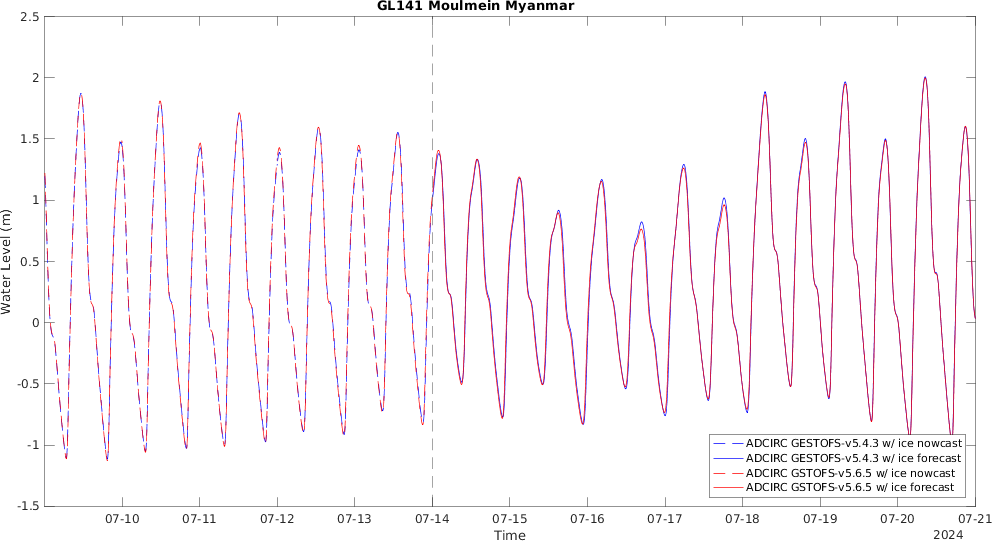 GL141 Moulmein Myanmar
2.5
2
1.5
1
0.5
0
-0.5
-1
-1.5
Water Level (m)
ADCIRC GESTOFS-v5.4.3 w/ ice nowcast
ADCIRC GESTOFS-v5.4.3 w/ ice forecast
ADCIRC GSTOFS-v5.6.5 w/ ice nowcast
ADCIRC GSTOFS-v5.6.5 w/ ice forecast
07-10 07-11 07-12 07-13 07-14 07-15 07-16 07-17 07-18 07-19 07-20 07-21
Time
2024